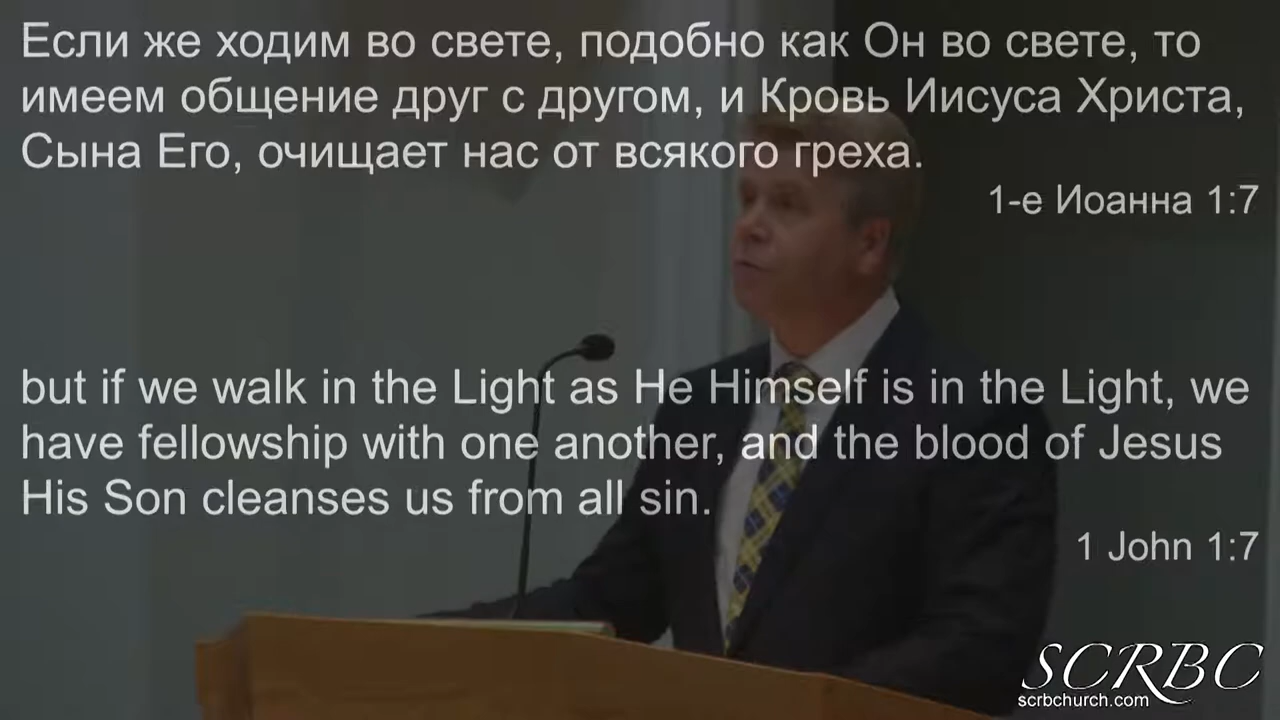 Если же ходим во свете, подобно как Он во свете, то
имеем общение друг с другом, и Кровь Иисуса Христа,
Сына Его, очищает нас от всякого греха.
1-е Иоанна 1:7
but if we walk in the Light as He Himself is in the Light, we
have fellowship with one another, and the blood of Jesus
His Son cleanses us from all sin.
1 John 1:7
SCRBC
scrbchurch.com